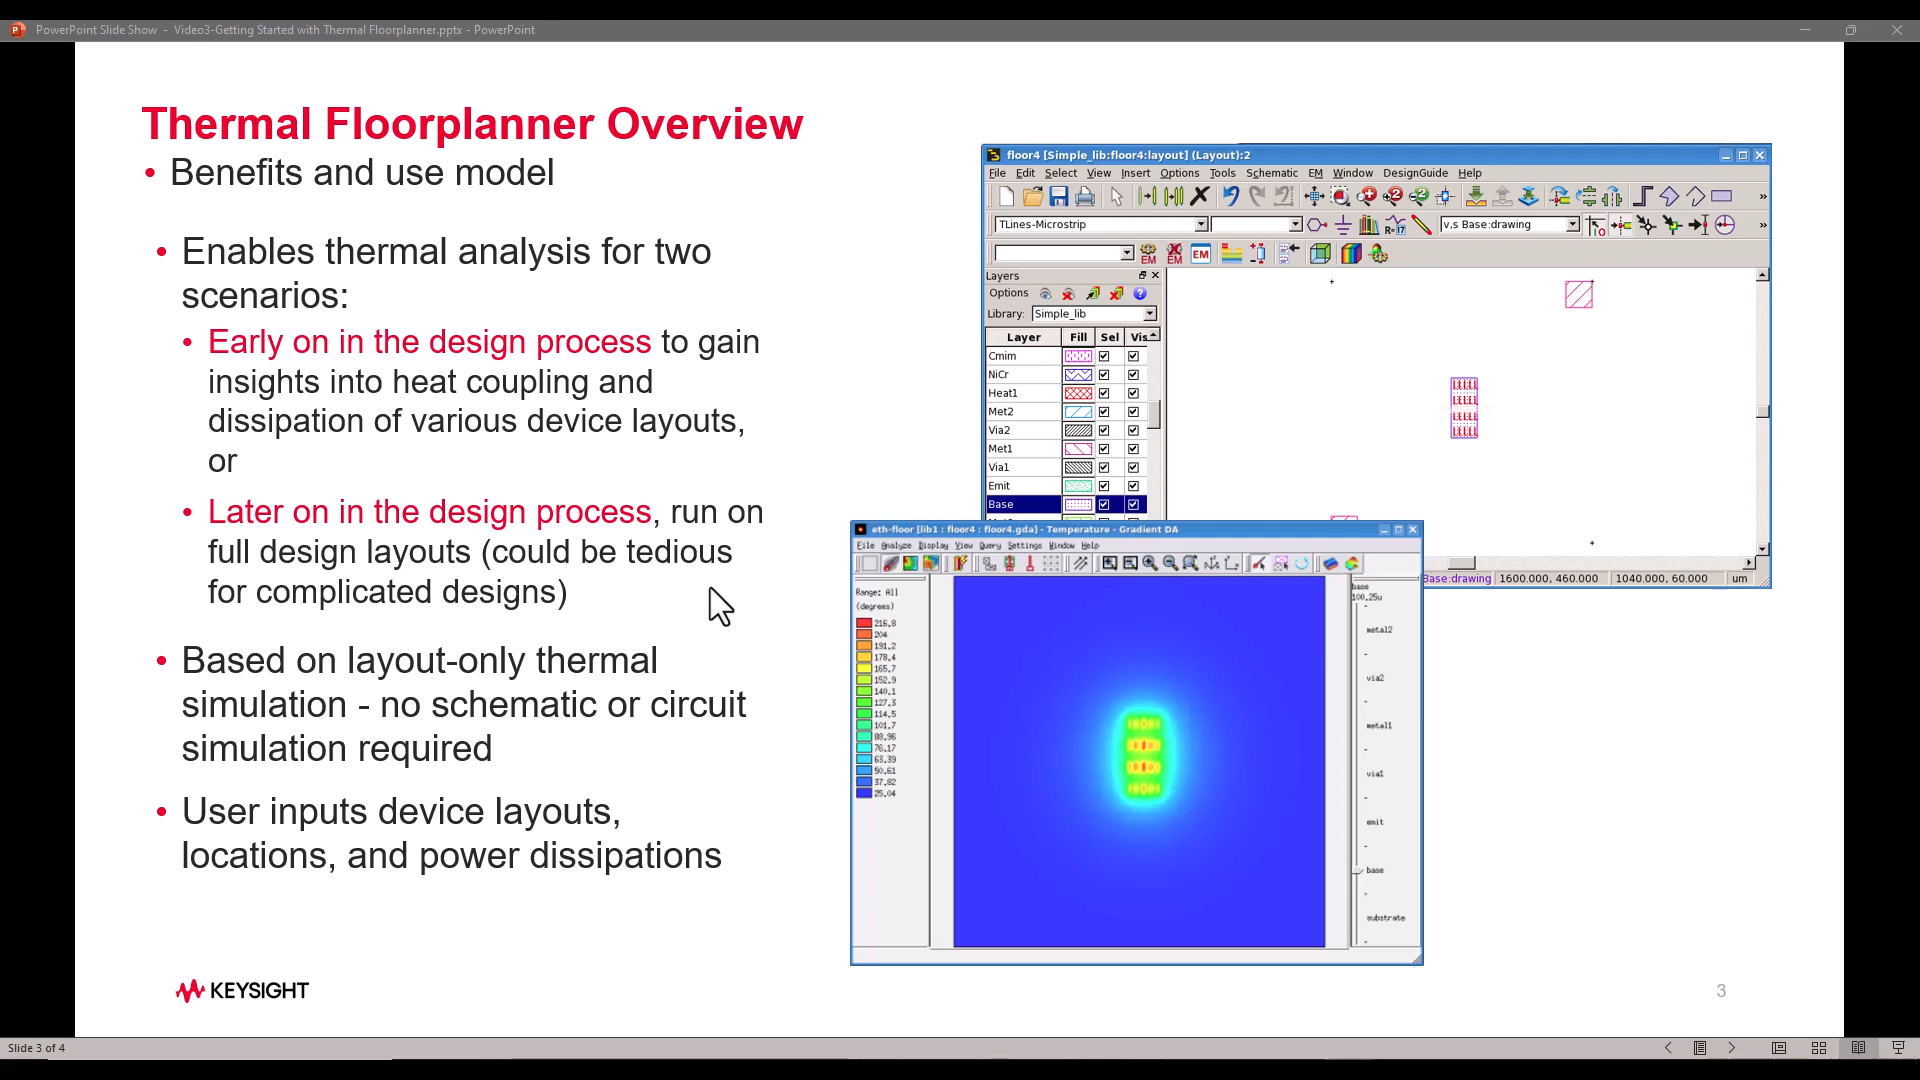 PowerPoint Slide Show - Video3-Getting Started with Thermal Floorplanner.pptx - PowerPoint
Thermal Floorplanner Overview
• Benefits and use model
• Enables thermal analysis for two
scenarios:
• Early on in the design process to gain
insights into heat coupling and
dissipation of various device layouts,
or
• Later on in the design process, run on
full design layouts (could be tedious
for complicated designs)
• Based on layout-only thermal
simulation - no schematic or circuit
simulation required
• User inputs device layouts,
locations, and power dissipations
floor4 [Simple_lib:floor4:layout] (Layout):2
File Edit Select View Insert Options Tools Schematic EM Window DesignGuide Help
TLines-Microstrip
v,s Base:drawing
EM EM EM
Layers
Options
Library: Simple_lib
Layer Fill Sel Vis
Cmim
NiCr
Heat1
Met2
Via2
Met1
Via1
Emit
Base
Base:drawing 1600.000, 460.000 1040.000, 60.000 um
eth-floor [lib1 : floor4 : floor4.gda] - Temperature - Gradient DA
File Analyze Display View Query Settings Window Help
Range: All
(degrees)
216.8
204
191.2
178.4
165.7
152.9
140.1
127.3
114.5
101.7
88.96
76.17
63.39
50.61
37.82
25.04
base
100.25u
metal2
via2
metal1
via1
emit
base
substrate
KEYSIGHT
3
Slide 3 of 4